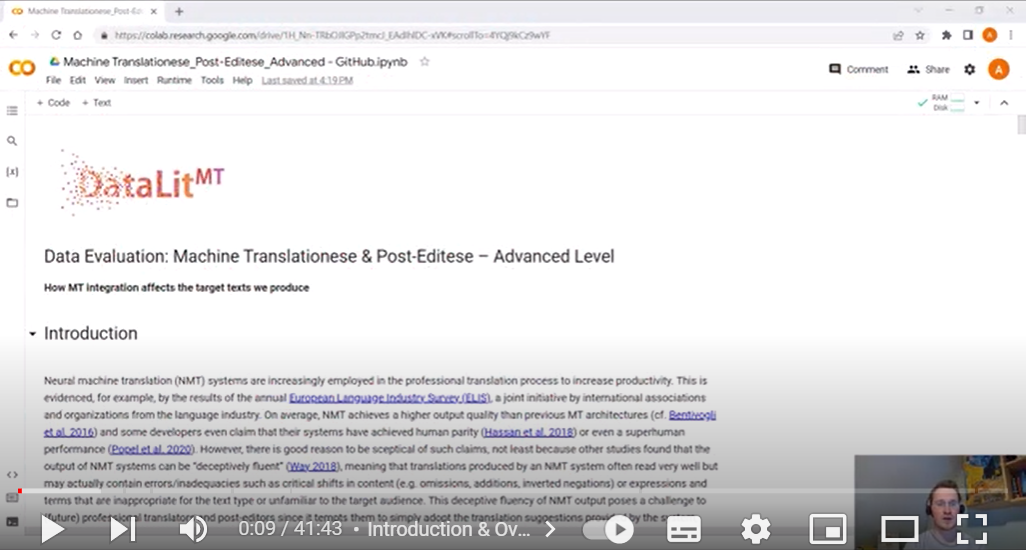 Machine Translationese_Post-Ed
https://colab.research.google.com/drive/
Machine Translationese_Post-Editese_Advanced - GitHub.ipynb
File Edit View Insert Runtime Tools Help Last saved at 4:19 PM
Comment Share A
+ Code + Text
RAM
Disk
DataLitMT
Data Evaluation: Machine Translationese & Post-Editese – Advanced Level
How MT integration affects the target texts we produce
Introduction
Neural machine translation (NMT) systems are increasingly employed in the professional translation process to increase productivity. This is
evidenced, for example, by the results of the annual European Language Industry Survey (ELIS), a joint initiative by international associations
and organizations from the language industry. On average, NMT achieves a higher output quality than previous MT architectures (cf. Bentivogli
et al. 2016) and some developers even claim that their systems have achieved human parity (Hassan et al. 2018) or even a superhuman
performance (Popel et al. 2020). However, there is good reason to be sceptical of such claims, not least because other studies found that the
output of NMT systems can be "deceptively fluent" (Way 2018), meaning that translations produced by an NMT system often read very well but
may actually contain errors/inadequacies such as critical shifts in content (e.g. omissions, additions, inverted negations) or expressions and
terms that are inappropriate for the text type or unfamiliar to the target audience. This deceptive fluency of NMT output poses a challenge to
(future) professional translators and post-editors since it tempts them to simply adopt the translation suggestions provided by the system
0:09 / 41:43 • Introduction & Ov...